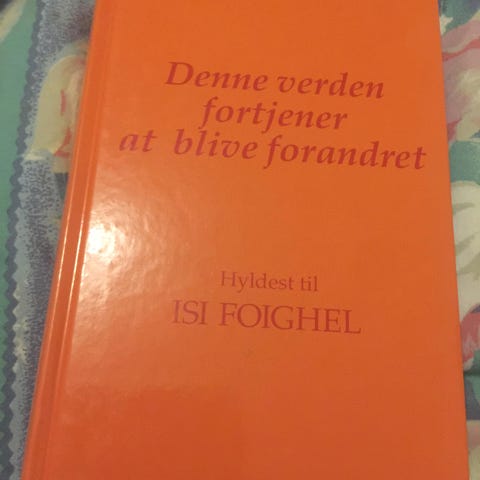 Denne verden
fortjener
at blive forandret
Hyldest til
ISI FOIGHEL